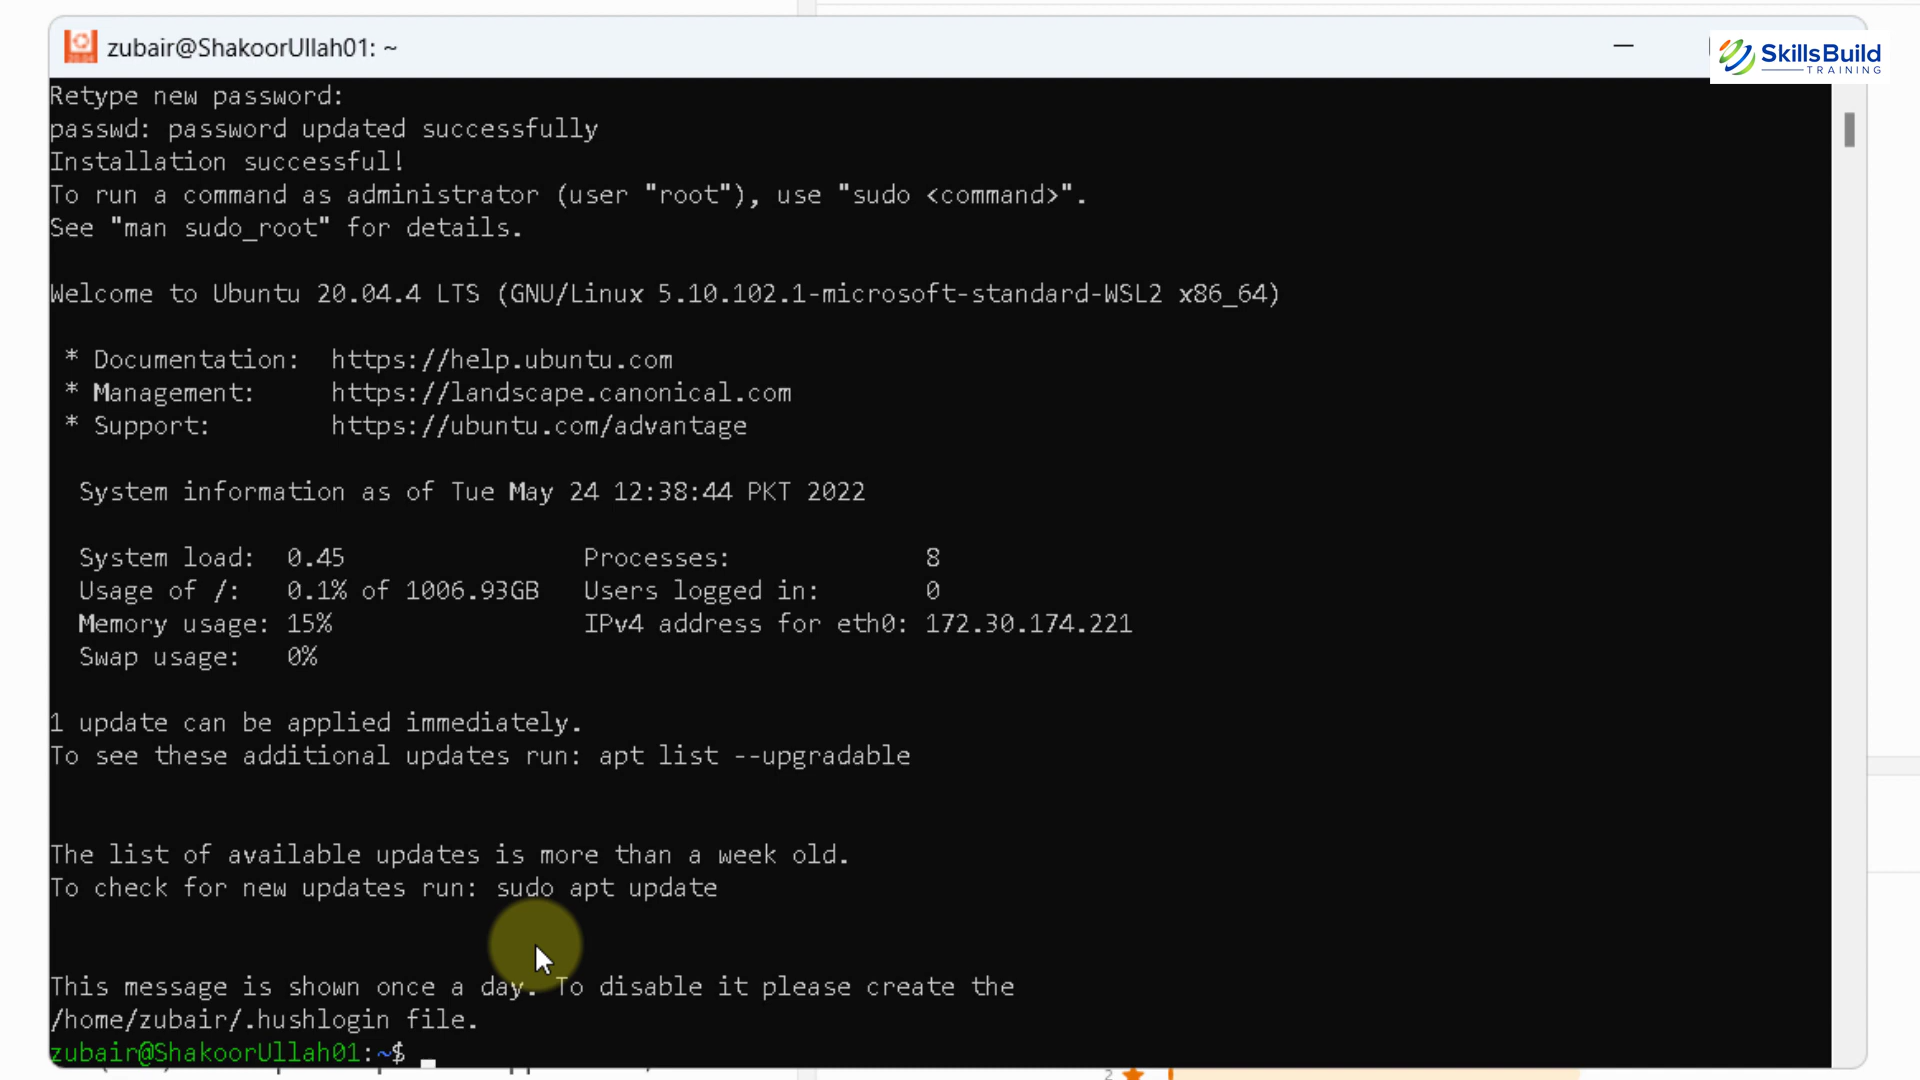 zubair@ShakoorUllah01: ~
SkillsBuild
TRAINING
Retype new password:
passwd: password updated successfully
Installation successful!
To run a command as administrator (user "root"), use "sudo <command>".
See "man sudo_root" for details.
Welcome to Ubuntu 20.04.4 LTS (GNU/Linux 5.10.102.1-microsoft-standard-WSL2 x86_64)
* Documentation:  https://help.ubuntu.com
* Management:     https://landscape.canonical.com
* Support:        https://ubuntu.com/advantage
System information as of Tue May 24 12:38:44 PKT 2022
System load:  0.45                Processes:              8
Usage of /:   0.1% of 1006.93GB   Users logged in:        0
Memory usage: 15%                 IPv4 address for eth0: 172.30.174.221
Swap usage:   0%
1 update can be applied immediately.
To see these additional updates run: apt list --upgradable
The list of available updates is more than a week old.
To check for new updates run: sudo apt update
This message is shown once a day. To disable it please create the
/home/zubair/.hushlogin file.
zubair@ShakoorUllah01:~$
2